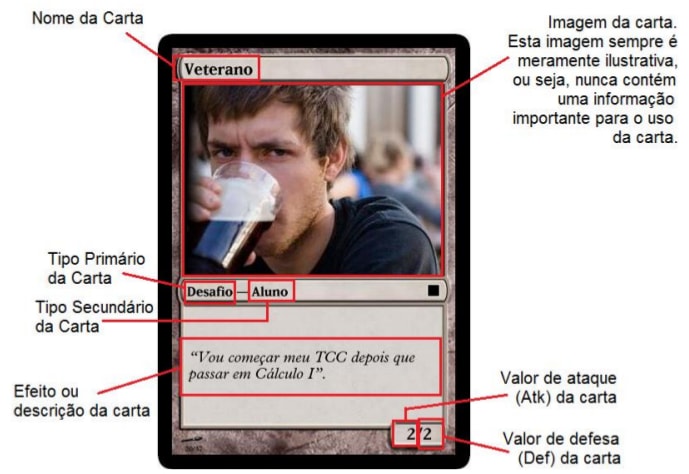 Nome da Carta
Imagem da carta.
Esta imagem sempre é
meramente ilustrativa,
ou seja, nunca contém
uma informação
importante para o uso
da carta.
Veterano
Tipo Primário
da Carta
Desafio — Aluno
Tipo Secundário
da Carta
"Vou começar meu TCC depois que
passar em Cálculo I".
Efeito ou
descrição da carta
Valor de ataque
(Atk) da carta
2/2
Valor de defesa
(Def) da carta